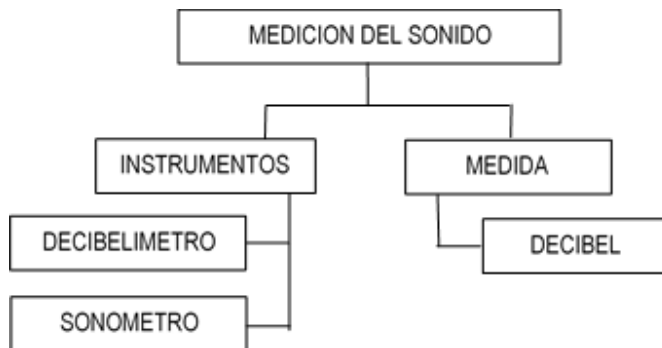 MEDICION DEL SONIDO
INSTRUMENTOS
MEDIDA
DECIBELIMETRO
DECIBEL
SONOMETRO